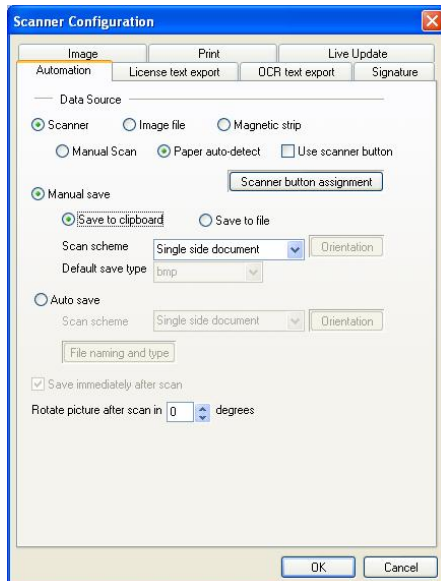 Scanner Configuration
Image Print Live Update
Automation License text export OCR text export Signature
Data Source
Scanner Image file Magnetic strip
Manual Scan Paper auto-detect Use scanner button
Scanner button assignment
Manual save
Save to clipboard Save to file
Scan scheme Single side document Orientation
Default save type bmp
Auto save
Scan scheme Single side document Orientation
File naming and type
Save immediately after scan
Rotate picture after scan in 0 degrees
OK Cancel